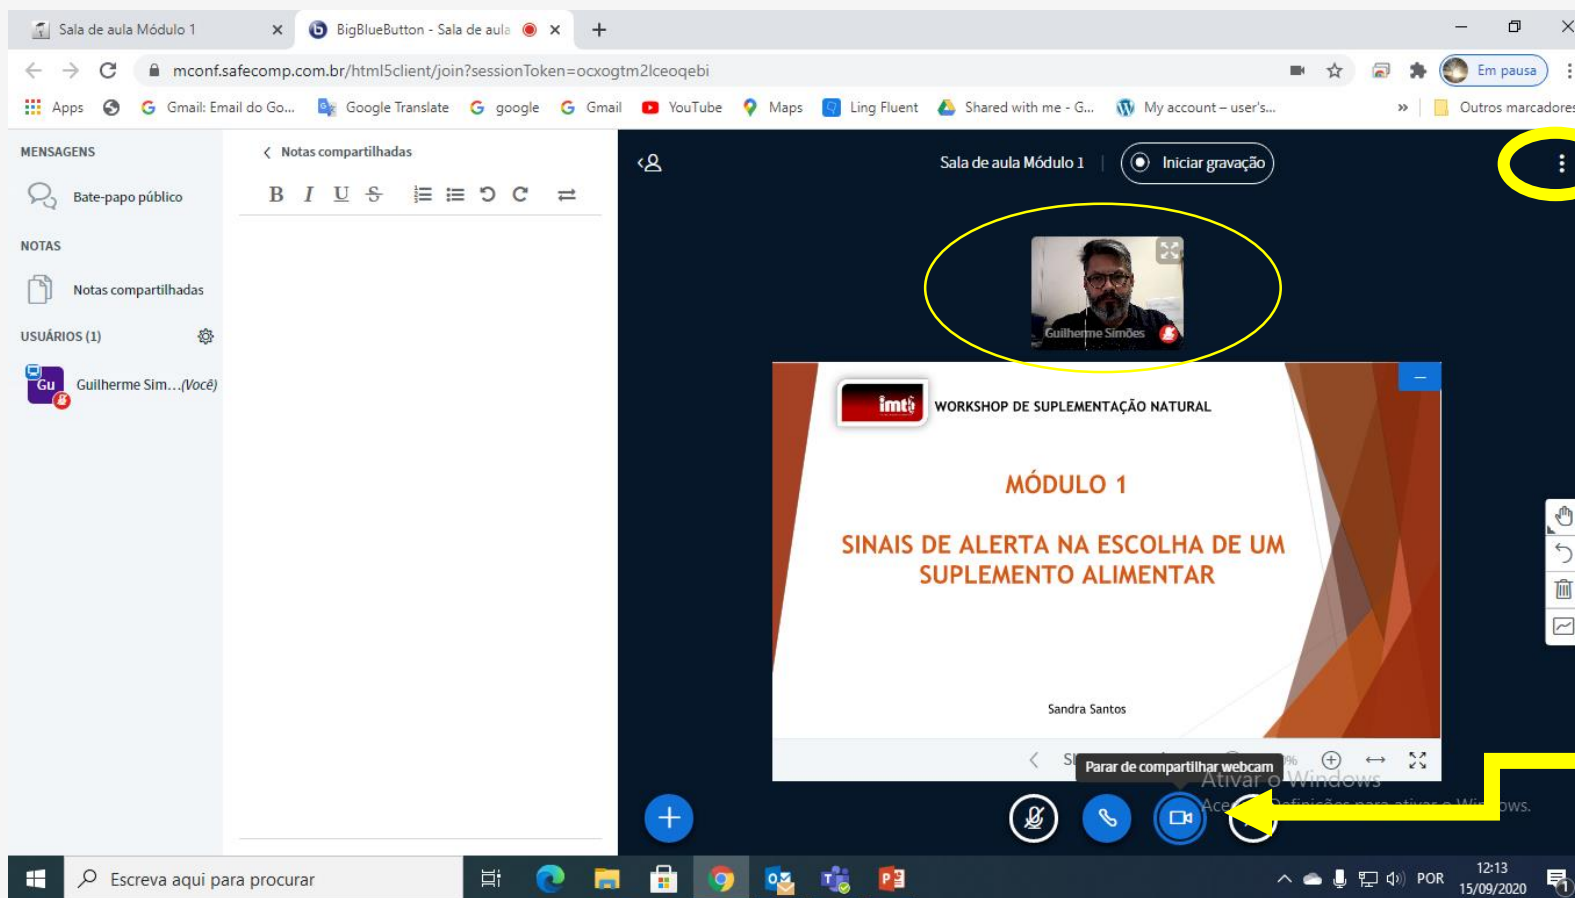 Sala de aula Módulo 1
BigBlueButton - Sala de aula
mconf.safecomp.com.br/html5client/join?sessionToken=ocxogtm2lceoqebi
Em pausa
Apps
Gmail: Email do Go...
Google Translate
google
Gmail
YouTube
Maps
Ling Fluent
Shared with me - G...
My account – user's...
»
Outros marcadores
MENSAGENS
Bate-papo público
NOTAS
Notas compartilhadas
USUÁRIOS (1)
Gu
Guilherme Sim...(Você)
Notas compartilhadas
B I U S
Sala de aula Módulo 1
Iniciar gravação
Guilherme Simões
imt
WORKSHOP DE SUPLEMENTAÇÃO NATURAL
MÓDULO 1
SINAIS DE ALERTA NA ESCOLHA DE UM
SUPLEMENTO ALIMENTAR
Sandra Santos
Parar de compartilhar webcam
Ativar o Windows
para ativar o Windows.
Escreva aqui para procurar
POR
12:13
15/09/2020
1